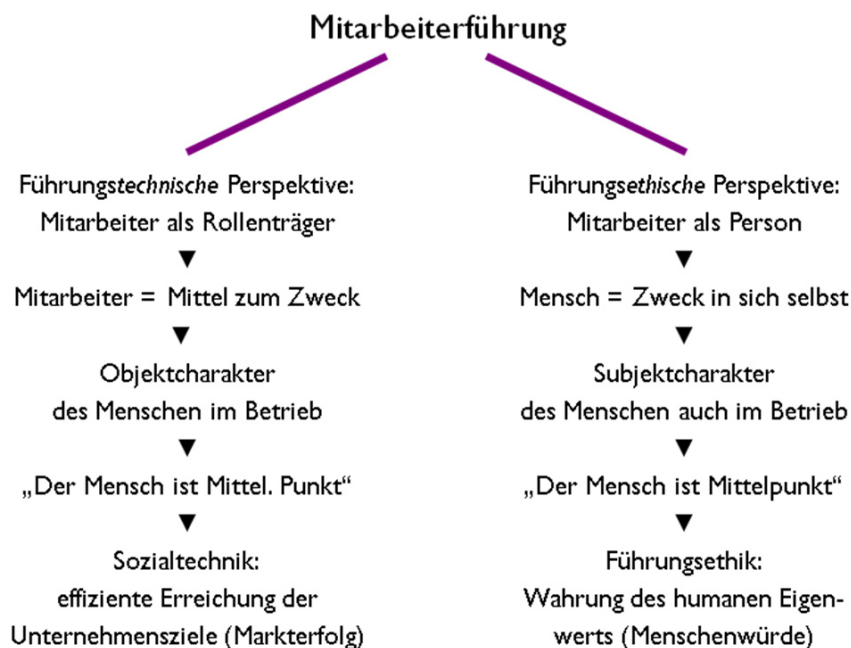 Mitarbeiterführung
Führungstechnische Perspektive:
Mitarbeiter als Rollenträger
Mitarbeiter = Mittel zum Zweck
Objektcharakter
des Menschen im Betrieb
„Der Mensch ist Mittel. Punkt“
Sozialtechnik:
effiziente Erreichung der
Unternehmensziele (Markterfolg)
Führungsethische Perspektive:
Mitarbeiter als Person
Mensch = Zweck in sich selbst
Subjektcharakter
des Menschen auch im Betrieb
„Der Mensch ist Mittelpunkt“
Führungsethik:
Wahrung des humanen Eigen-
werts (Menschenwürde)